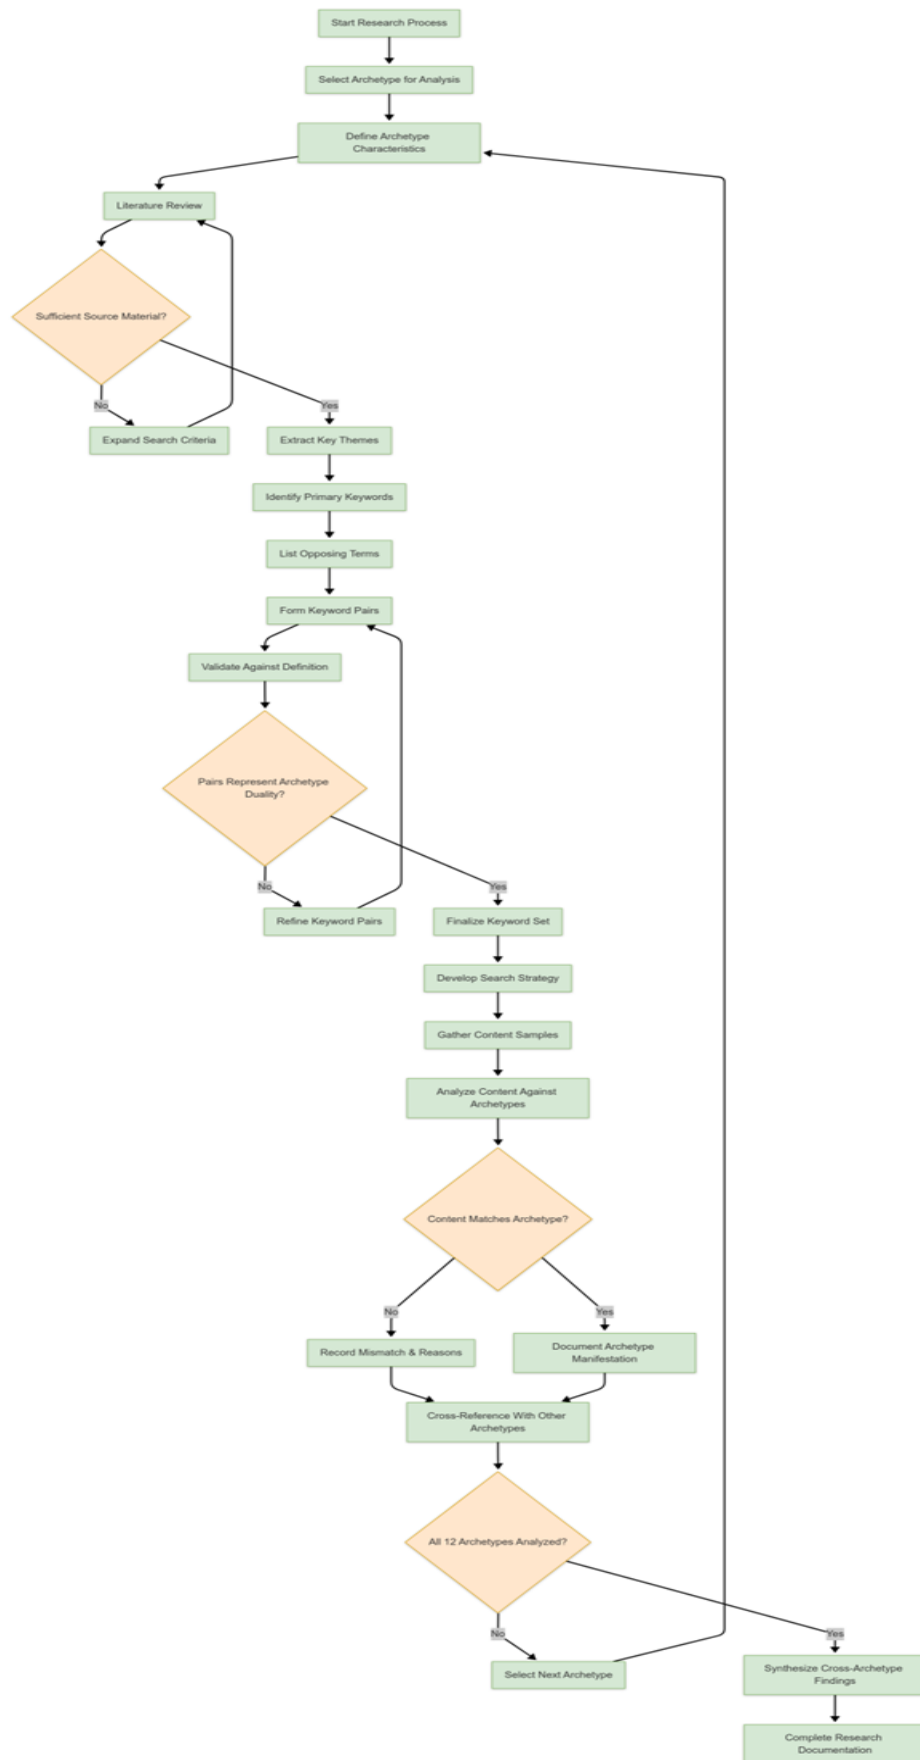 Start Research Process
Select Archetype for Analysis
Define Archetype
Characteristics
Literature Review
Sufficient Source Material?
No
Yes
Expand Search Criteria
Extract Key Themes
Identify Primary Keywords
List Opposing Terms
Form Keyword Pairs
Validate Against Definition
Pairs Represent Archetype
Duality?
No
Yes
Refine Keyword Pairs
Finalize Keyword Set
Develop Search Strategy
Gather Content Samples
Analyze Content Against
Archetypes
Content Matches Archetype?
No
Yes
Record Mismatch & Reasons
Document Archetype
Manifestation
Cross-Reference With Other
Archetypes
All 12 Archetypes Analyzed?
No
Yes
Select Next Archetype
Synthesize Cross-Archetype
Findings
Complete Research
Documentation